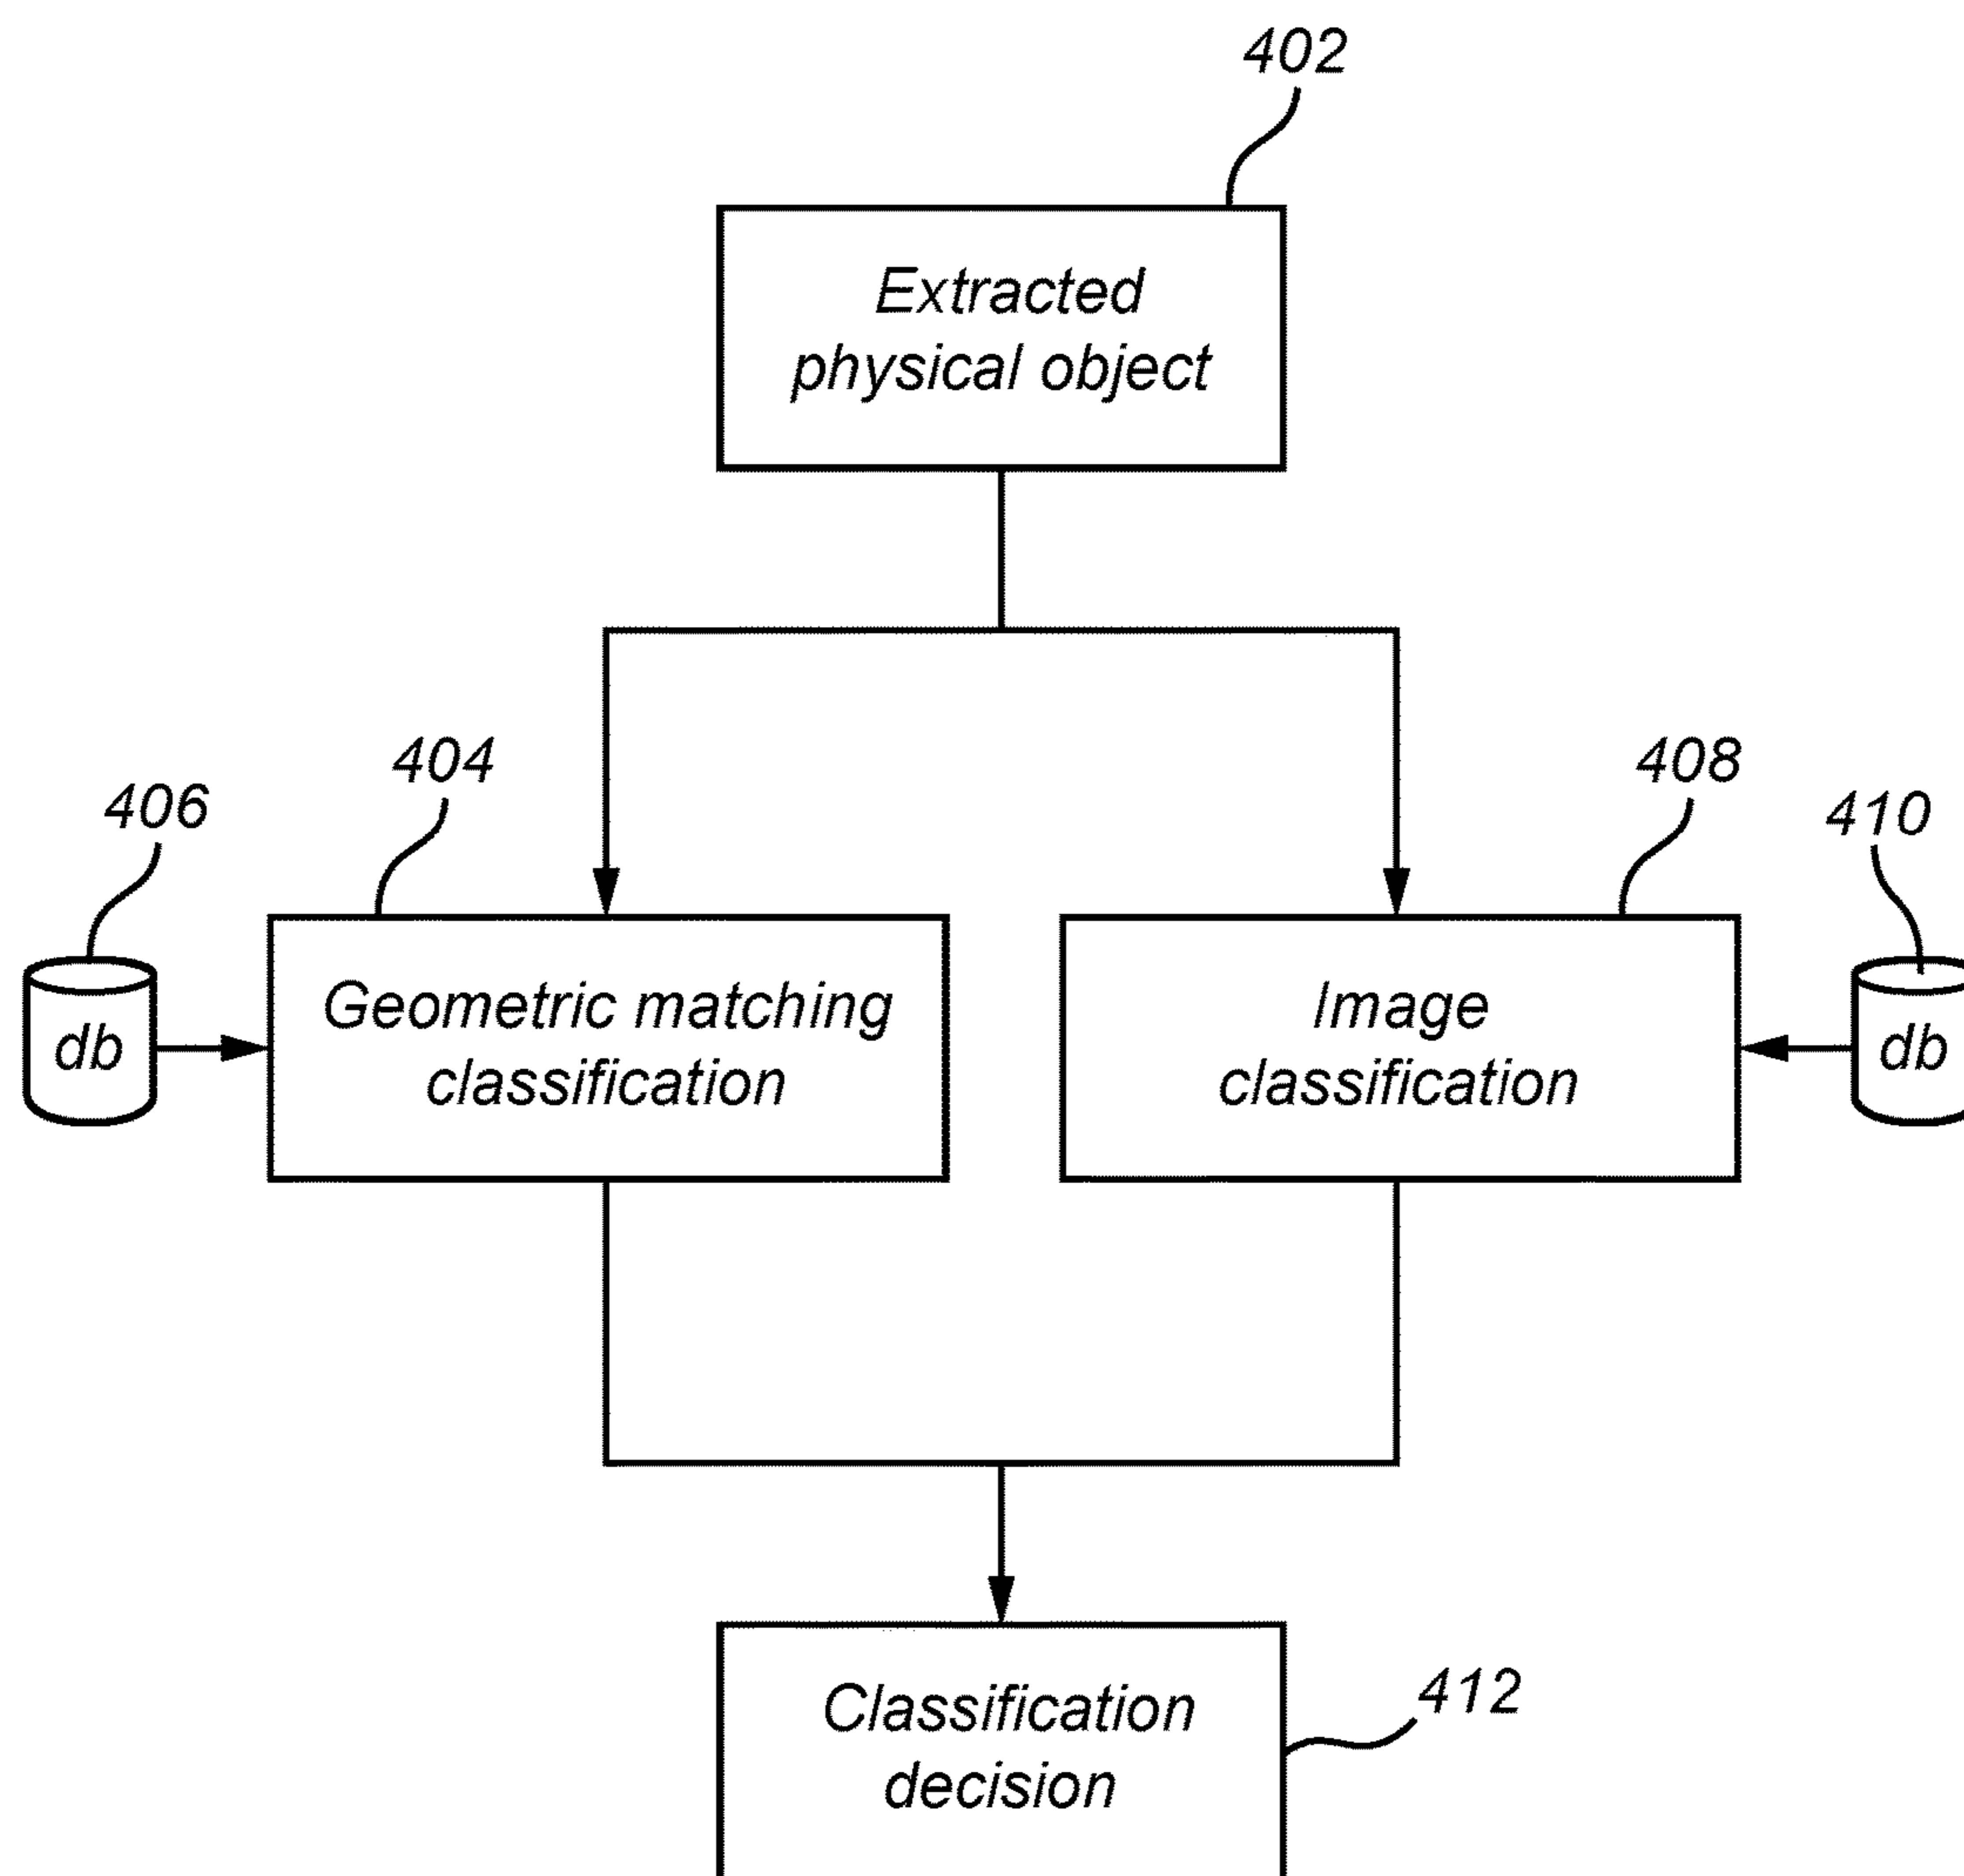 402
Extracted
physical object
404
408
406
410
Geometric matching
classification
Image
classification
db
db
Classification
decision
412